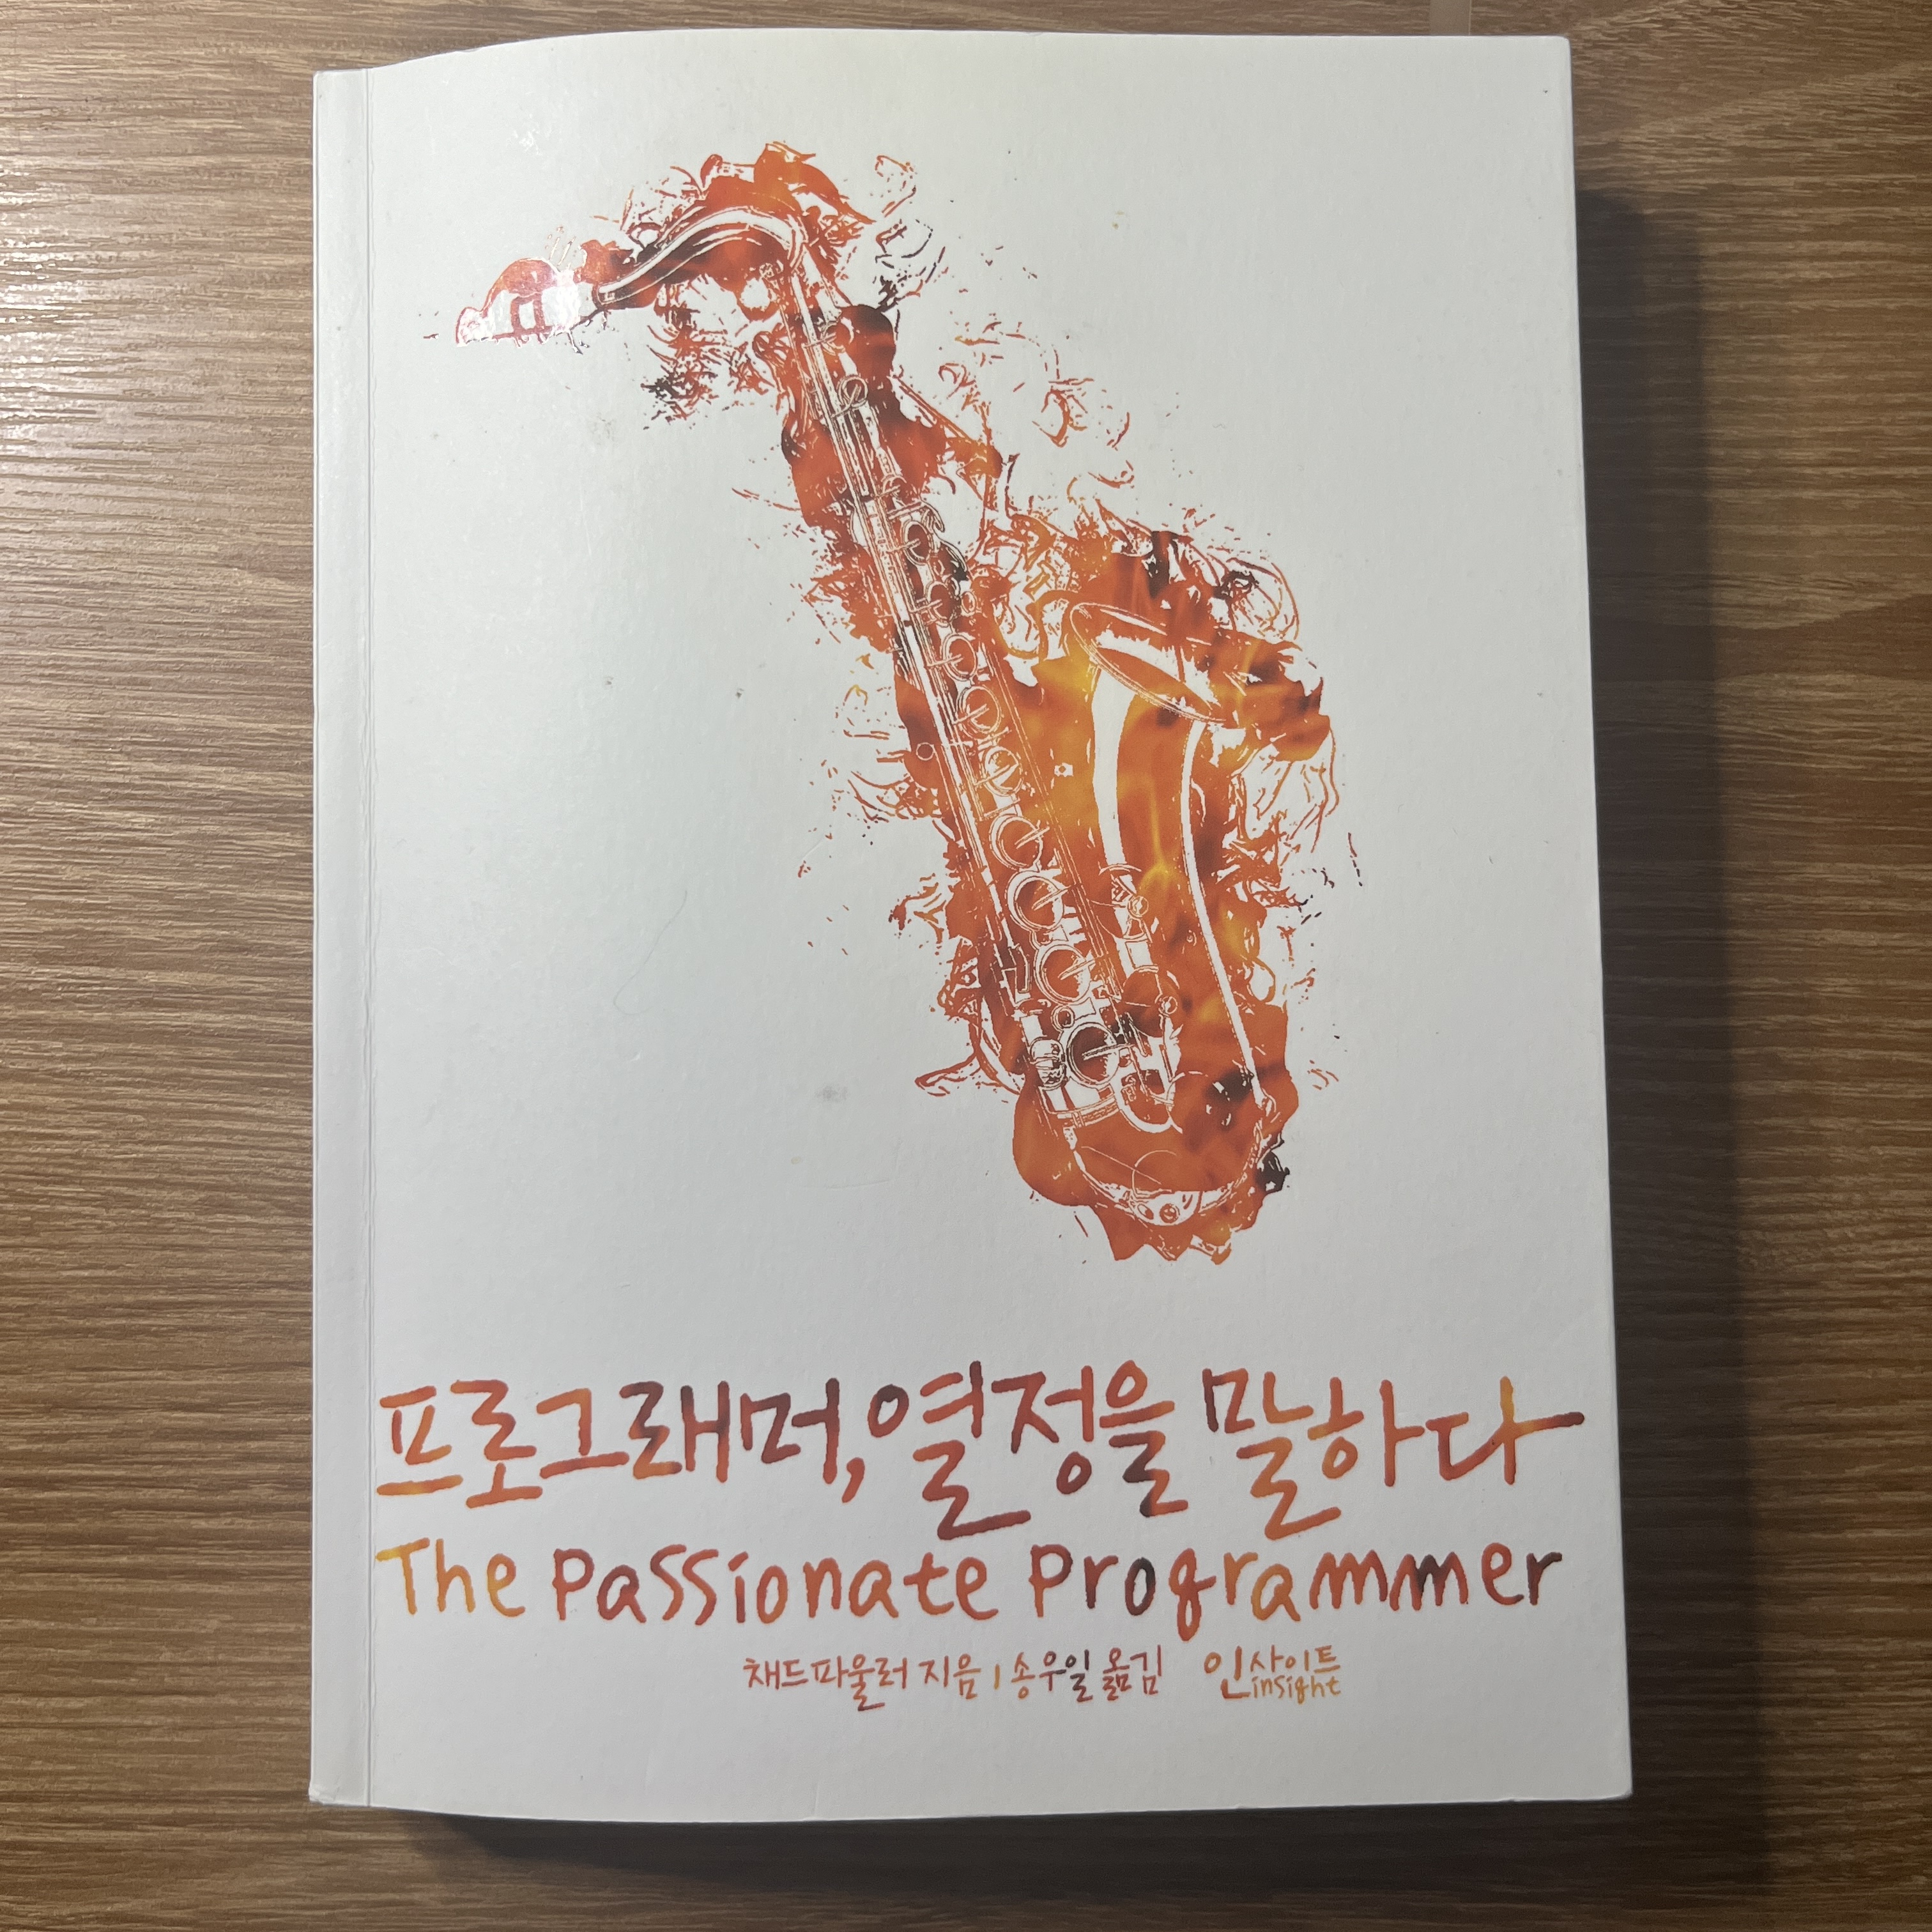 프로그래머, 열정을 말하다
The Passionate Programmer
채드 파울러 지음 | 송우일 옮김 인사이트 insight